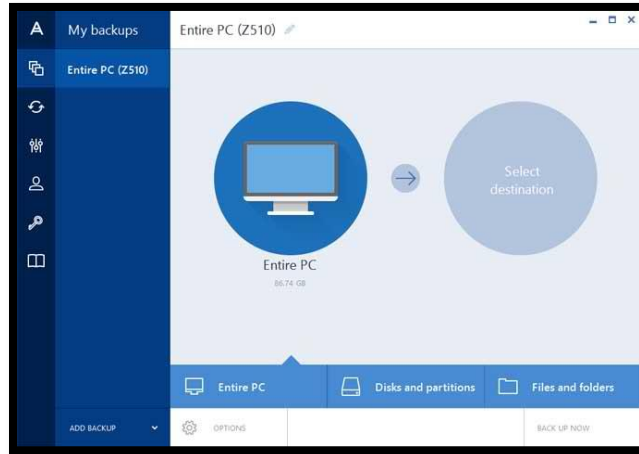 My backups
Entire PC (Z510)
Entire PC (Z510)
Select
destination
Entire PC
86.74 GB
Entire PC
Disks and partitions
Files and folders
ADD BACKUP
OPTIONS
BACK UP NOW